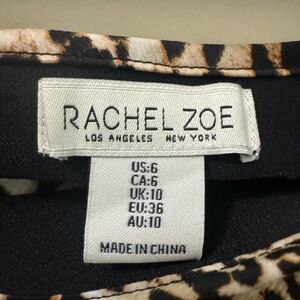 RACHEL ZOE
LOS ANGELES NEW YORK
US:6
CA:6
UK:10
EU:36
AU:10
MADE IN CHINA